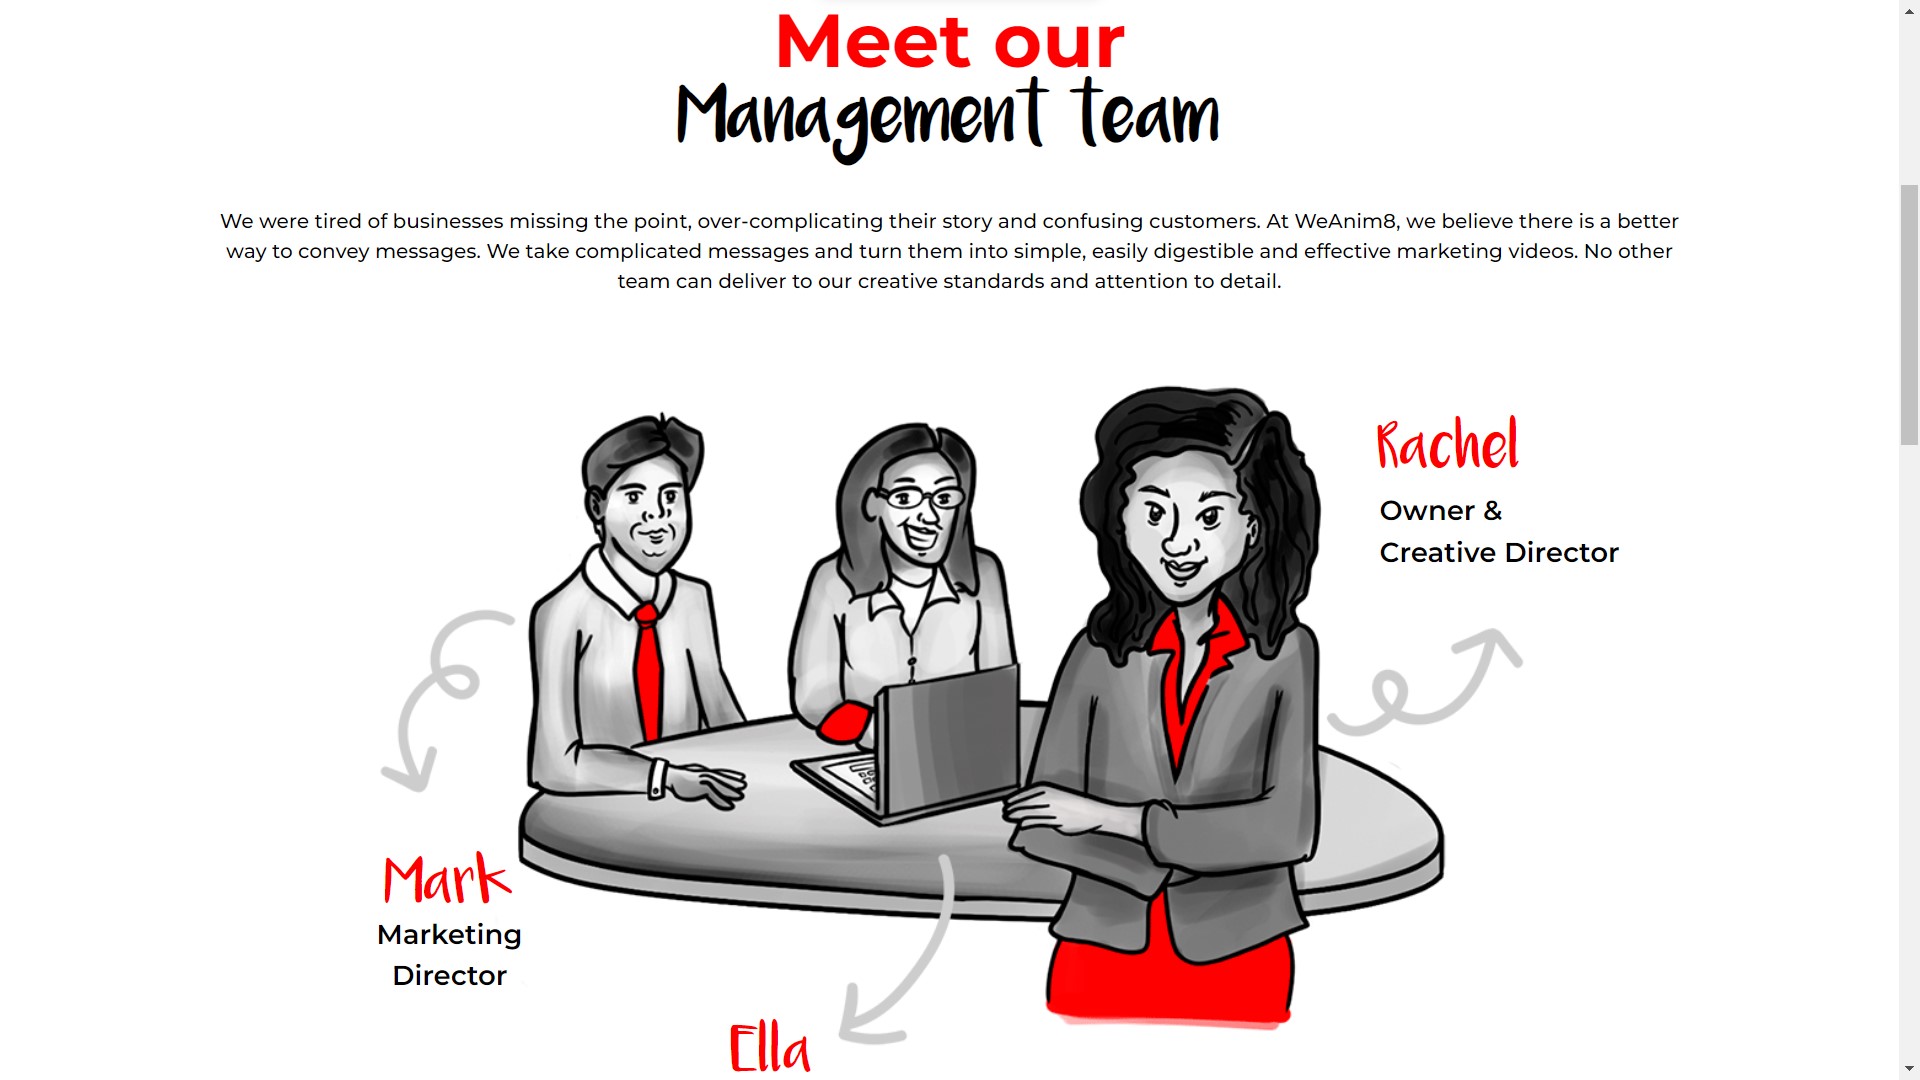 Meet our
Management team
We were tired of businesses missing the point, over-complicating their story and confusing customers. At WeAnim8, we believe there is a better
way to convey messages. We take complicated messages and turn them into simple, easily digestible and effective marketing videos. No other
team can deliver to our creative standards and attention to detail.
Rachel
Owner &
Creative Director
Mark
Marketing
Director
Ella